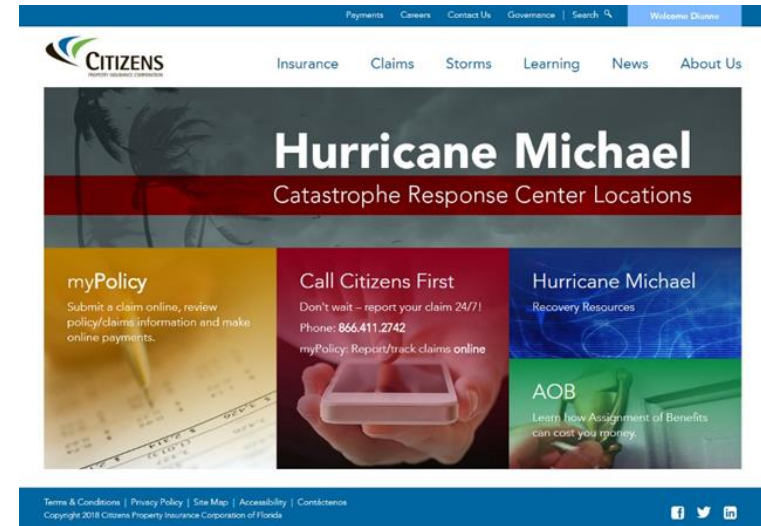 Payments Careers Contact Us Governance | Search Welcome Dianne
CITIZENS
PROPERTY INSURANCE CORPORATION
Insurance Claims Storms Learning News About Us
Hurricane Michael
Catastrophe Response Center Locations
myPolicy
Submit a claim online, review
policy/claims information and make
online payments.
Call Citizens First
Don't wait – report your claim 24/7!
Phone: 866.411.2742
myPolicy: Report/track claims online
Hurricane Michael
Recovery Resources
AOB
Learn how Assignment of Benefits
can cost you money.
Terms & Conditions | Privacy Policy | Site Map | Accessibility | Contáctenos
Copyright 2018 Citizens Property Insurance Corporation of Florida